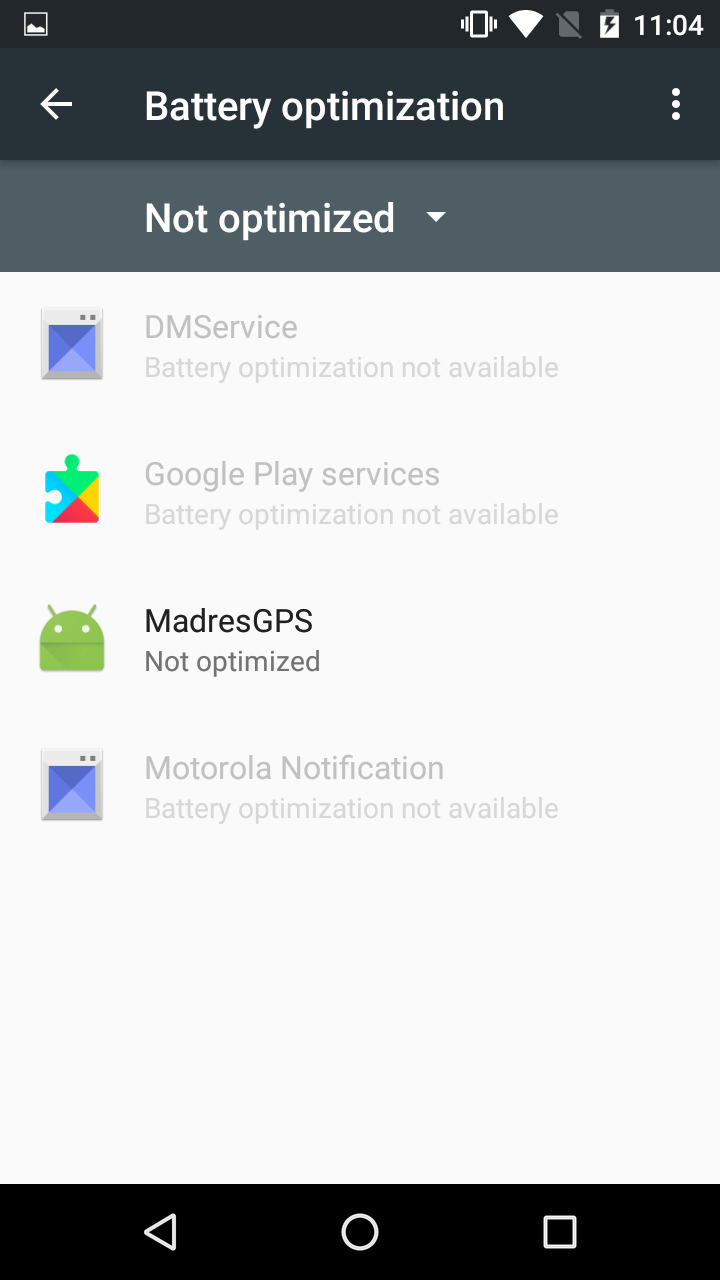 11:04
Battery optimization
Not optimized
DMService
Battery optimization not available
Google Play services
Battery optimization not available
MadresGPS
Not optimized
Motorola Notification
Battery optimization not available